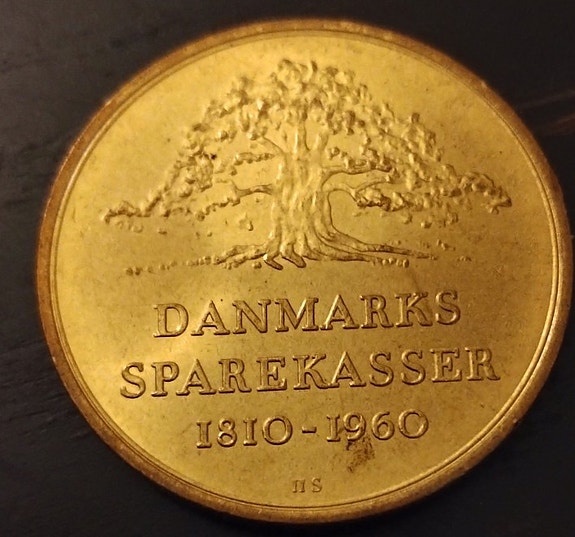 DANMARKS
SPAREKASSER
1810-1960
HS